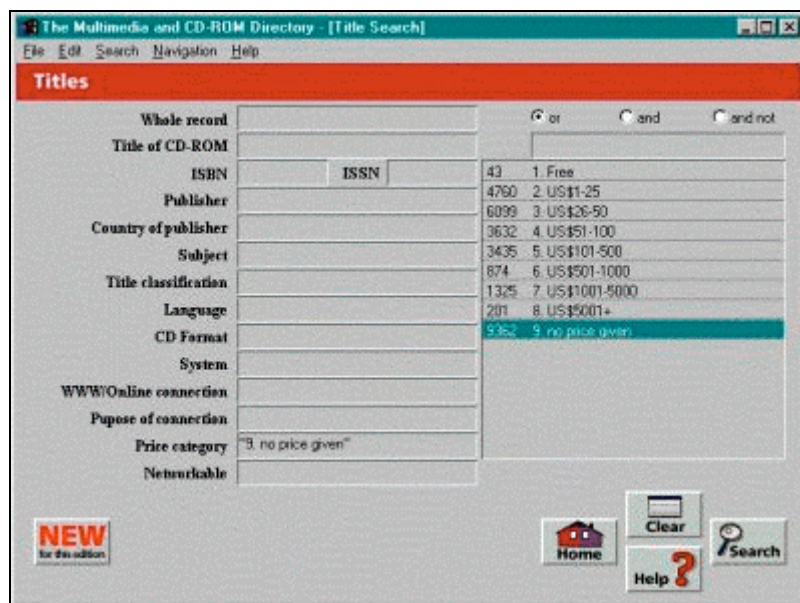 The Multimedia and CD-ROM Directory - [Title Search]
File Edit Search Navigation Help
Titles
Whole record
or and and not
Title of CD-ROM
ISBN ISSN
Publisher
Country of publisher
Subject
Title classification
Language
CD Format
System
WWW/Online connection
Pupose of connection
Price category "9. no price given"
Networkable
43 1. Free
4760 2. US$1-25
6099 3. US$26-50
3632 4. US$51-100
3435 5. US$101-500
874 6. US$501-1000
1325 7. US$1001-5000
201 8. US$5001+
9362 9. no price given
NEW
for this edition
Home
Clear
Help ?
Search